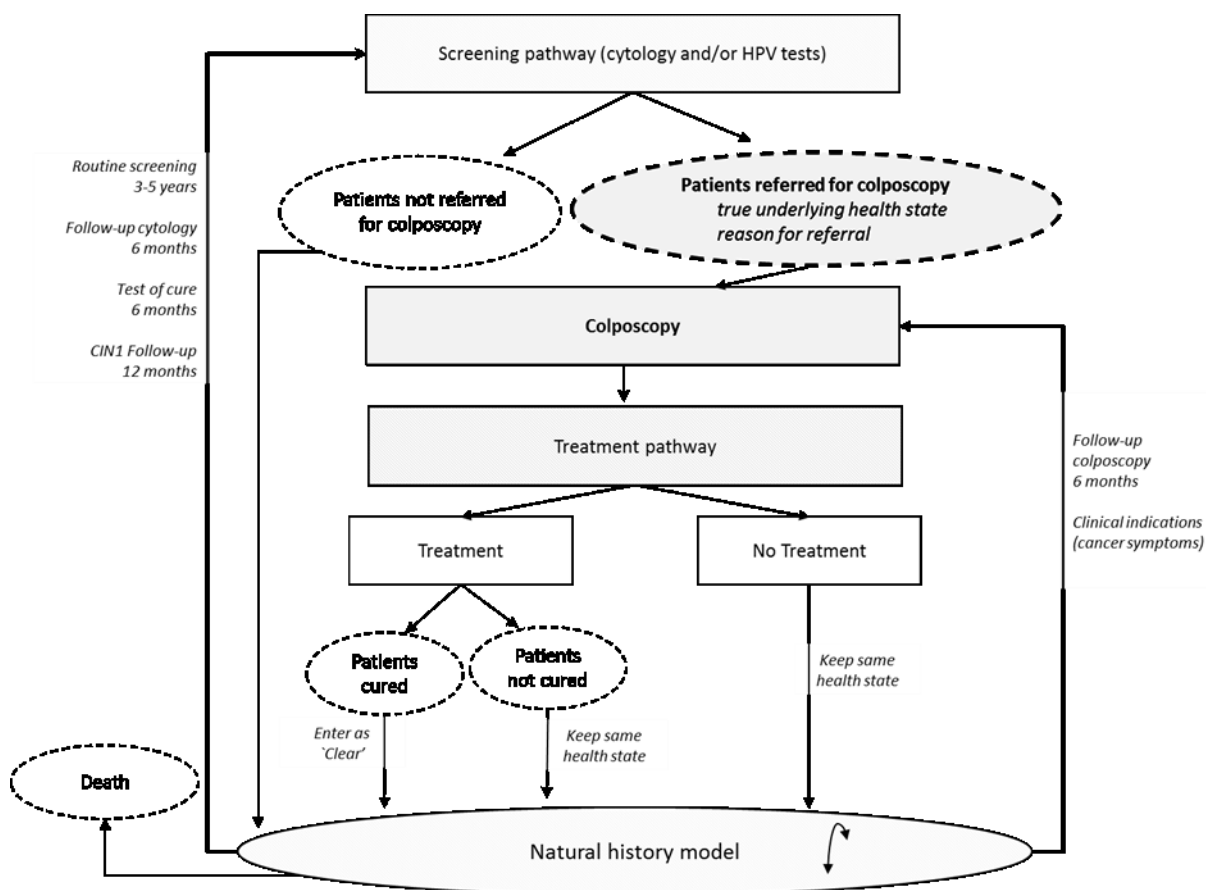 Screening pathway (cytology and/or HPV tests)
Routine screening
3-5 years
Follow-up cytology
6 months
Test of cure
6 months
CIN1 Follow-up
12 months
Patients not referred
for colposcopy
Patients referred for colposcopy
true underlying health state
reason for referral
Colposcopy
Treatment pathway
Follow-up
colposcopy
6 months
Clinical indications
(cancer symptoms)
Treatment
No Treatment
Patients
cured
Patients
not cured
Keep same
health state
Enter as
`Clear’
Keep same
health state
Death
Natural history model